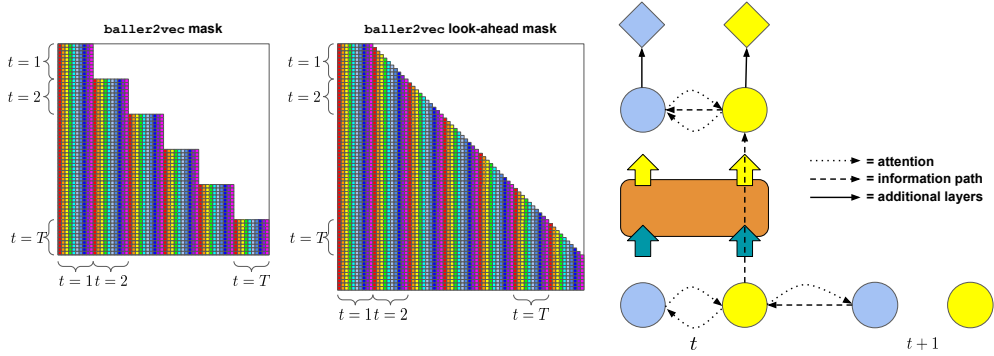 baller2vec mask
t = 1
t = 2
t = T
t = 1 t = 2 t = T
baller2vec look-ahead mask
t = 1
t = 2
t = T
t = 1 t = 2 t = T
= attention
= information path
= additional layers
t t + 1